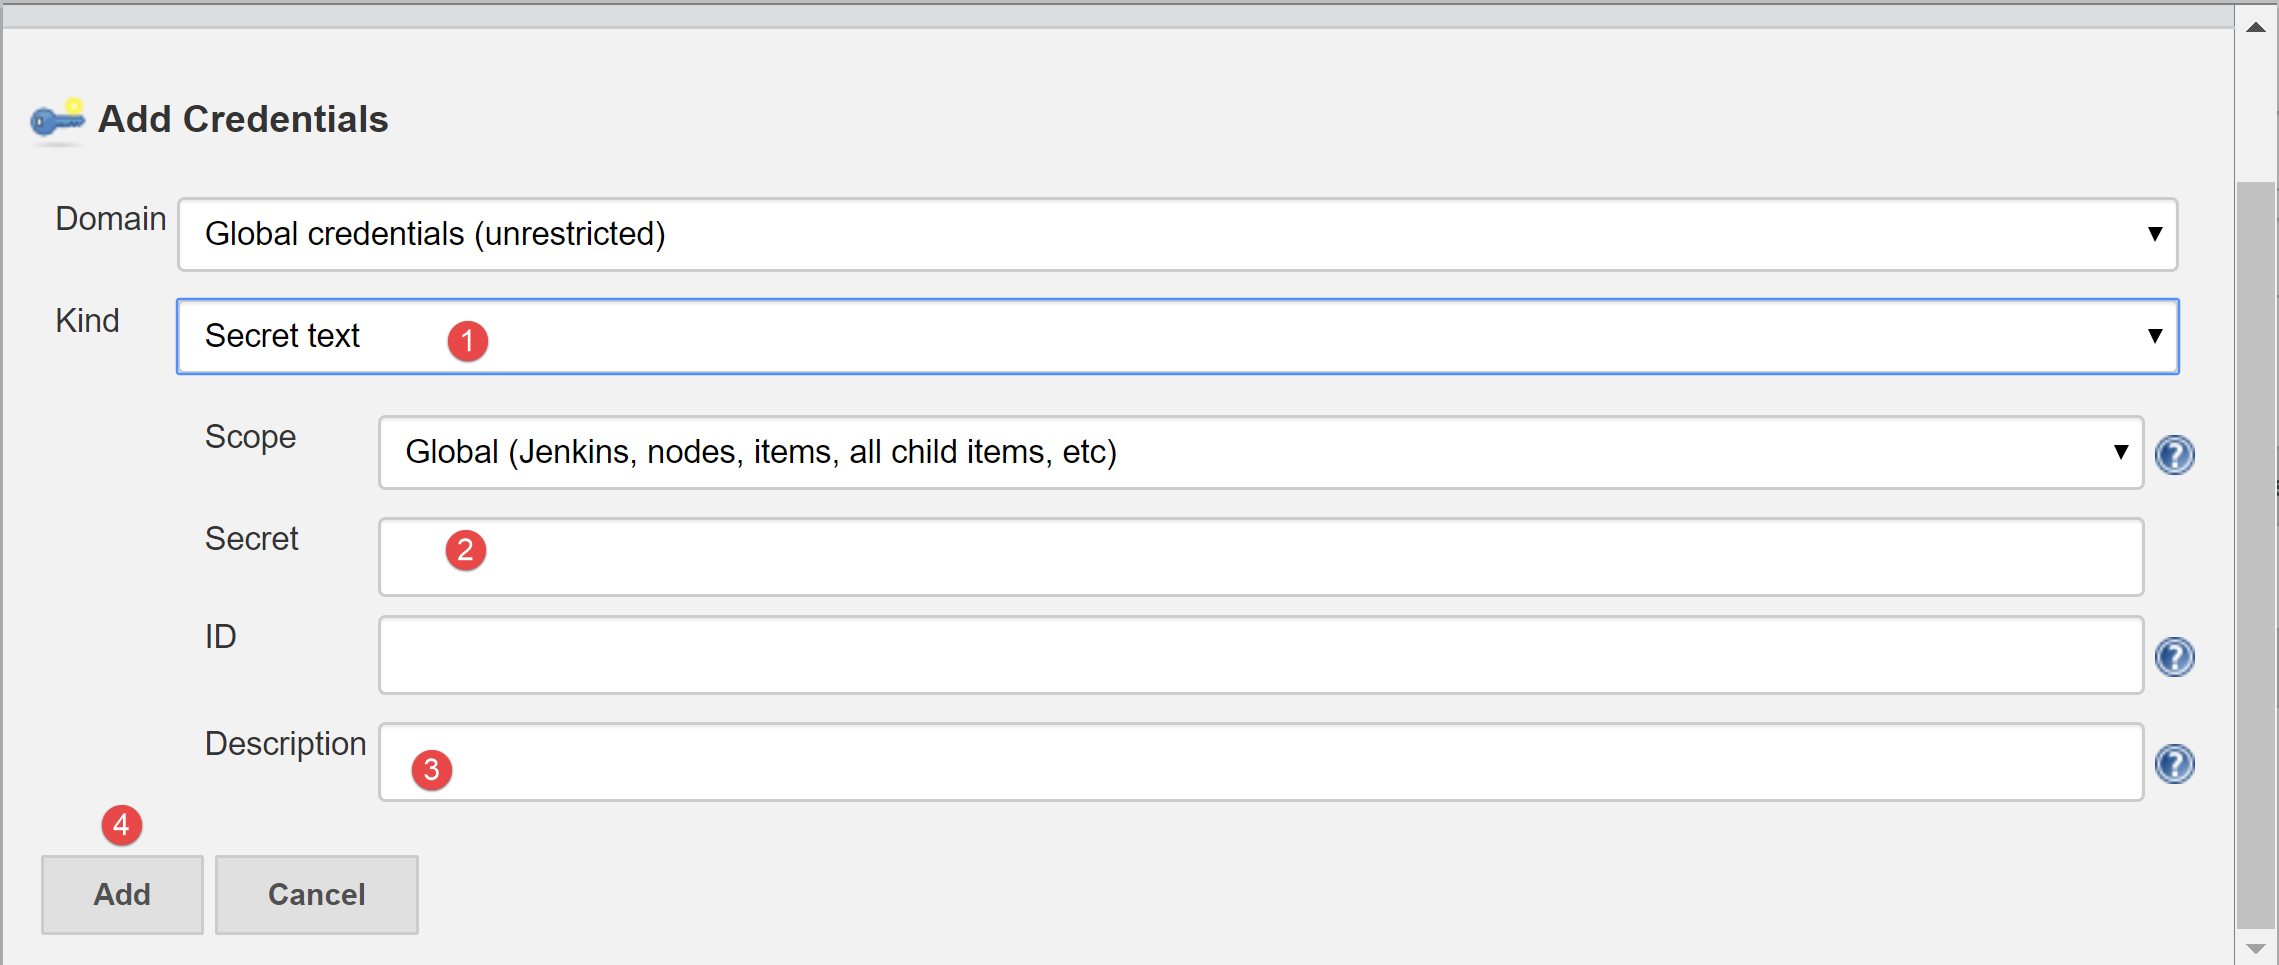 Add Credentials
Domain Global credentials (unrestricted)
Kind Secret text 1
Scope Global (Jenkins, nodes, items, all child items, etc)
Secret 2
ID
Description 3
4
Add Cancel